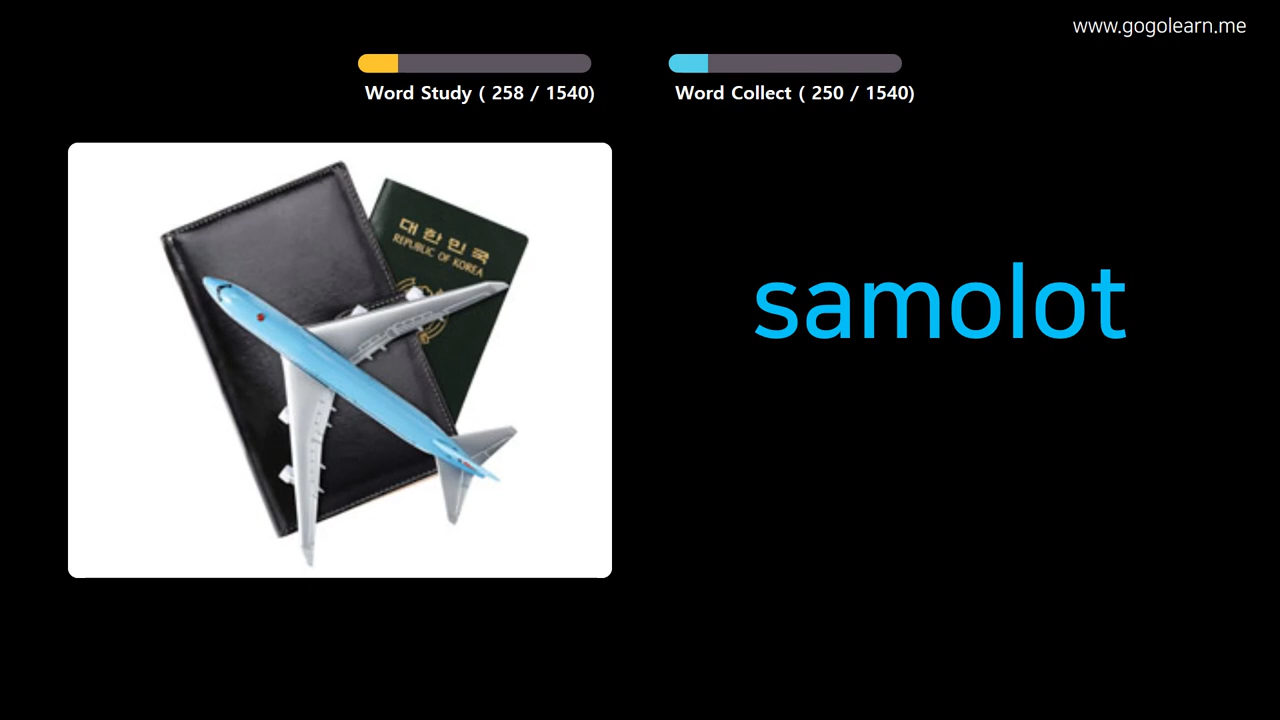 www.gogolearn.me
Word Study ( 258 / 1540)
Word Collect ( 250 / 1540)
대한민국
REPUBLIC OF KOREA
samolot